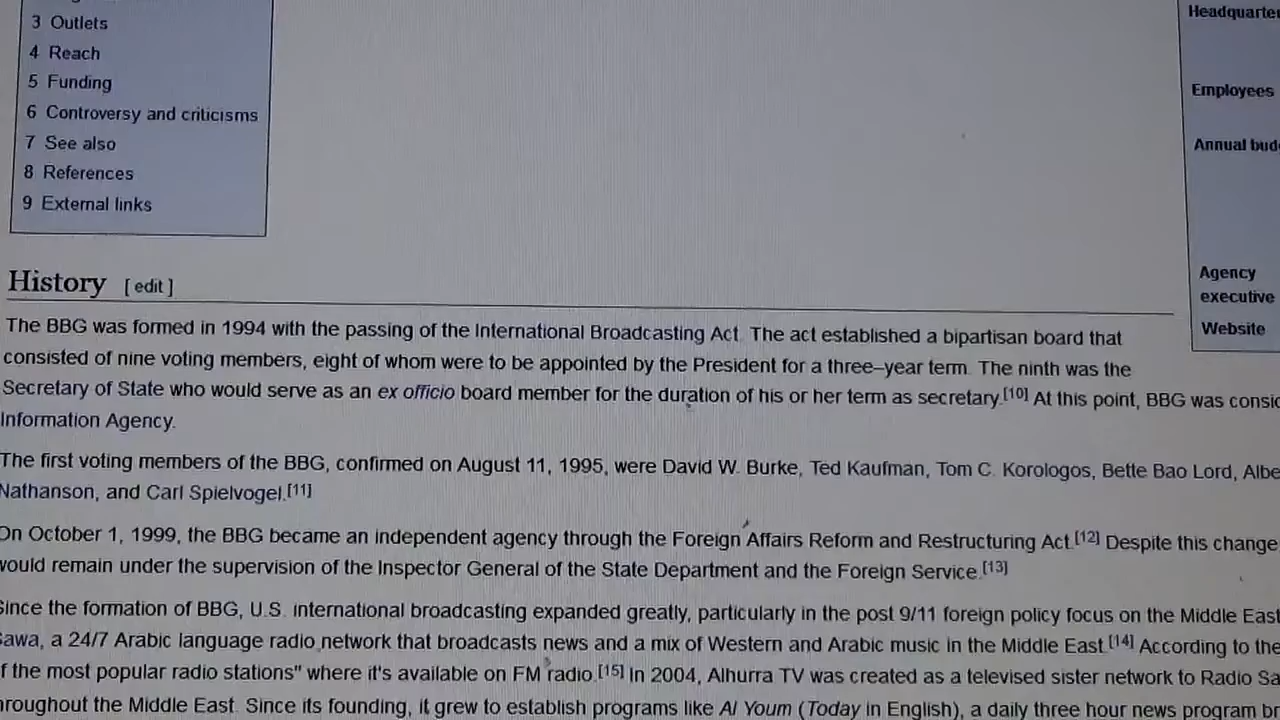 3 Outlets
4 Reach
5 Funding
6 Controversy and criticisms
7 See also
8 References
9 External links
Employees
Agency
executive
Website
History [ edit ]
The BBG was formed in 1994 with the passing of the International Broadcasting Act. The act established a bipartisan board that
consisted of nine voting members, eight of whom were to be appointed by the President for a three–year term. The ninth was the
Secretary of State who would serve as an ex officio board member for the duration of his or her term as secretary.[10] At this point, BBG was
Information Agency.
The first voting members of the BBG, confirmed on August 11, 1995, were David W. Burke, Ted Kaufman, Tom C. Korologos, Bette Bao Lord,
Nathanson, and Carl Spielvogel.[11]
On October 1, 1999, the BBG became an independent agency through the Foreign Affairs Reform and Restructuring Act.[12] Despite this change
would remain under the supervision of the Inspector General of the State Department and the Foreign Service.[13]
Since the formation of BBG, U.S. international broadcasting expanded greatly, particularly in the post 9/11 foreign policy focus on the Middle East
Sawa, a 24/7 Arabic language radio network that broadcasts news and a mix of Western and Arabic music in the Middle East.[14] According to the
of the most popular radio stations" where it's available on FM radio.[15] In 2004, Alhurra TV was created as a televised sister network to Radio
throughout the Middle East. Since its founding, it grew to establish programs like Al Youm (Today in English), a daily three hour news program